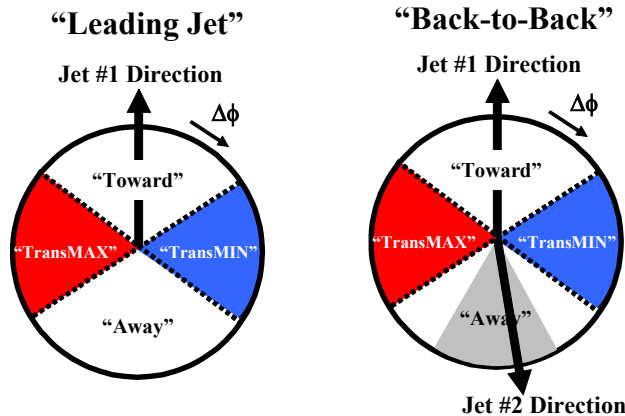 “Leading Jet”
Jet #1 Direction
Δϕ
“Toward”
“TransMAX”
“TransMIN”
“Away”
“Back-to-Back”
Jet #1 Direction
Δϕ
“Toward”
“TransMAX”
“TransMIN”
“Away”
Jet #2 Direction